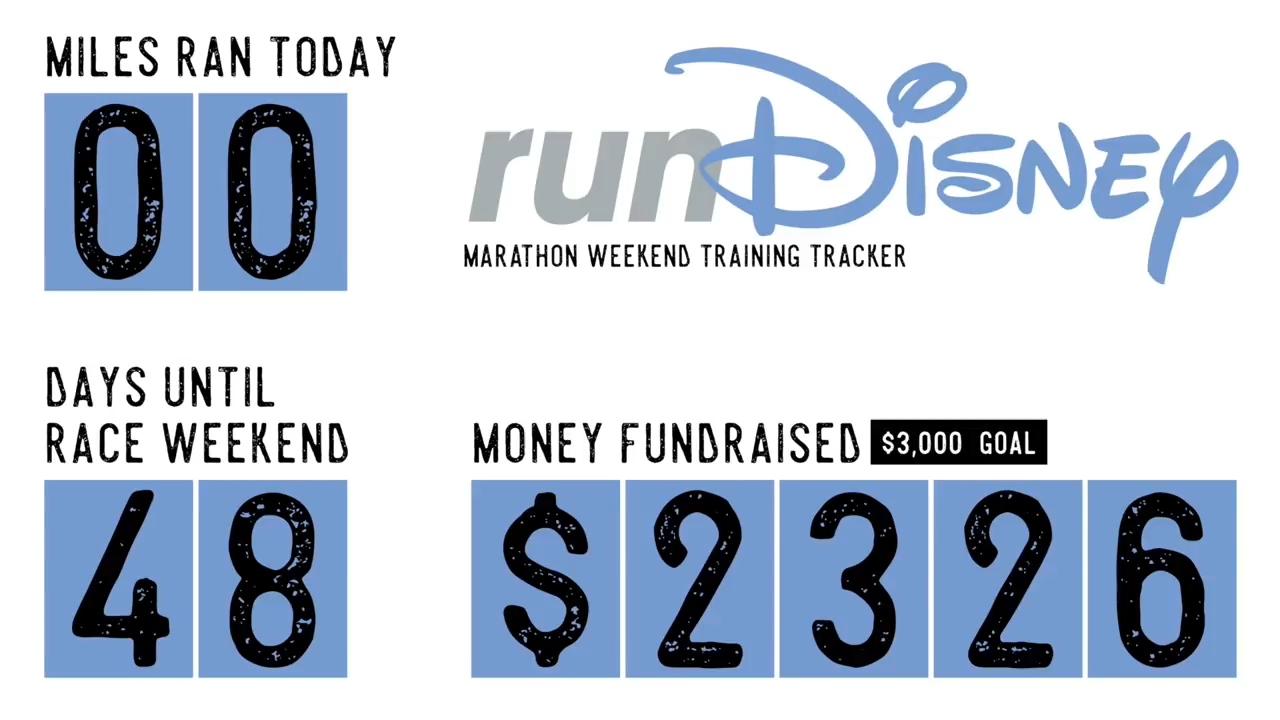 MILES RAN TODAY
00
runDisney
MARATHON WEEKEND TRAINING TRACKER
DAYS UNTIL
RACE WEEKEND
48
MONEY FUNDRAISED $3,000 GOAL
$2326